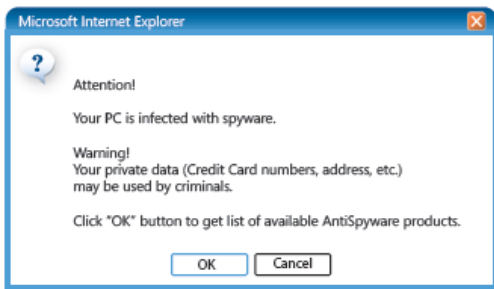 Microsoft Internet Explorer
?
Attention!
Your PC is infected with spyware.
Warning!
Your private data (Credit Card numbers, address, etc.)
may be used by criminals.
Click "OK" button to get list of available AntiSpyware products.
OK Cancel